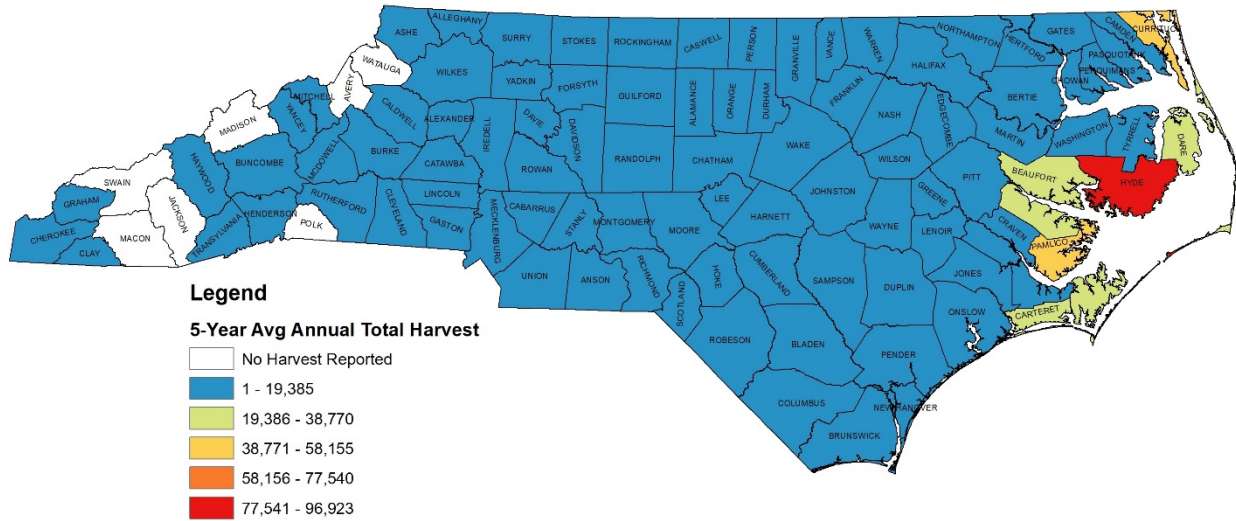 ALLEGHANY
ASHE
SURRY
STOKES
ROCKINGHAM
CASWELL
PERSON
GRANVILLE
VANCE
WARREN
NORTHAMPTON
HERTFORD
GATES
CAMDEN
CURRITUCK
PASQUOTANK
PERQUIMANS
CHOWAN
WATAUGA
WILKES
YADKIN
FORSYTH
GUILFORD
ALAMANCE
ORANGE
DURHAM
FRANKLIN
HALIFAX
BERTIE
AVERY
MITCHELL
YANCEY
CALDWELL
ALEXANDER
IREDELL
DAVIE
DAVIDSON
RANDOLPH
CHATHAM
WAKE
NASH
EDGECOMBE
MARTIN
WASHINGTON
TYRRELL
DARE
MADISON
HAYWOOD
BUNCOMBE
MCDOWELL
BURKE
CATAWBA
ROWAN
JOHNSTON
WILSON
PITT
BEAUFORT
HYDE
SWAIN
GRAHAM
JACKSON
HENDERSON
RUTHERFORD
CLEVELAND
LINCOLN
GASTON
MECKLENBURG
CABARRUS
STANLY
MONTGOMERY
MOORE
LEE
HARNETT
WAYNE
GREENE
LENOIR
CRAVEN
PAMLICO
CHEROKEE
CLAY
MACON
TRANSYLVANIA
POLK
UNION
ANSON
RICHMOND
SCOTLAND
HOKE
CUMBERLAND
SAMPSON
DUPLIN
JONES
ONSLOW
CARTERET
ROBESON
BLADEN
PENDER
COLUMBUS
NEW HANOVER
BRUNSWICK
Legend
5-Year Avg Annual Total Harvest
No Harvest Reported
1 - 19,385
19,386 - 38,770
38,771 - 58,155
58,156 - 77,540
77,541 - 96,923